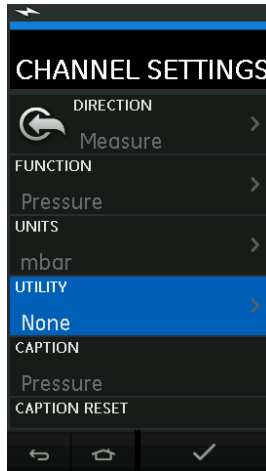 CHANNEL SETTINGS
DIRECTION
Measure
FUNCTION
Pressure
UNITS
mbar
UTILITY
None
CAPTION
Pressure
CAPTION RESET